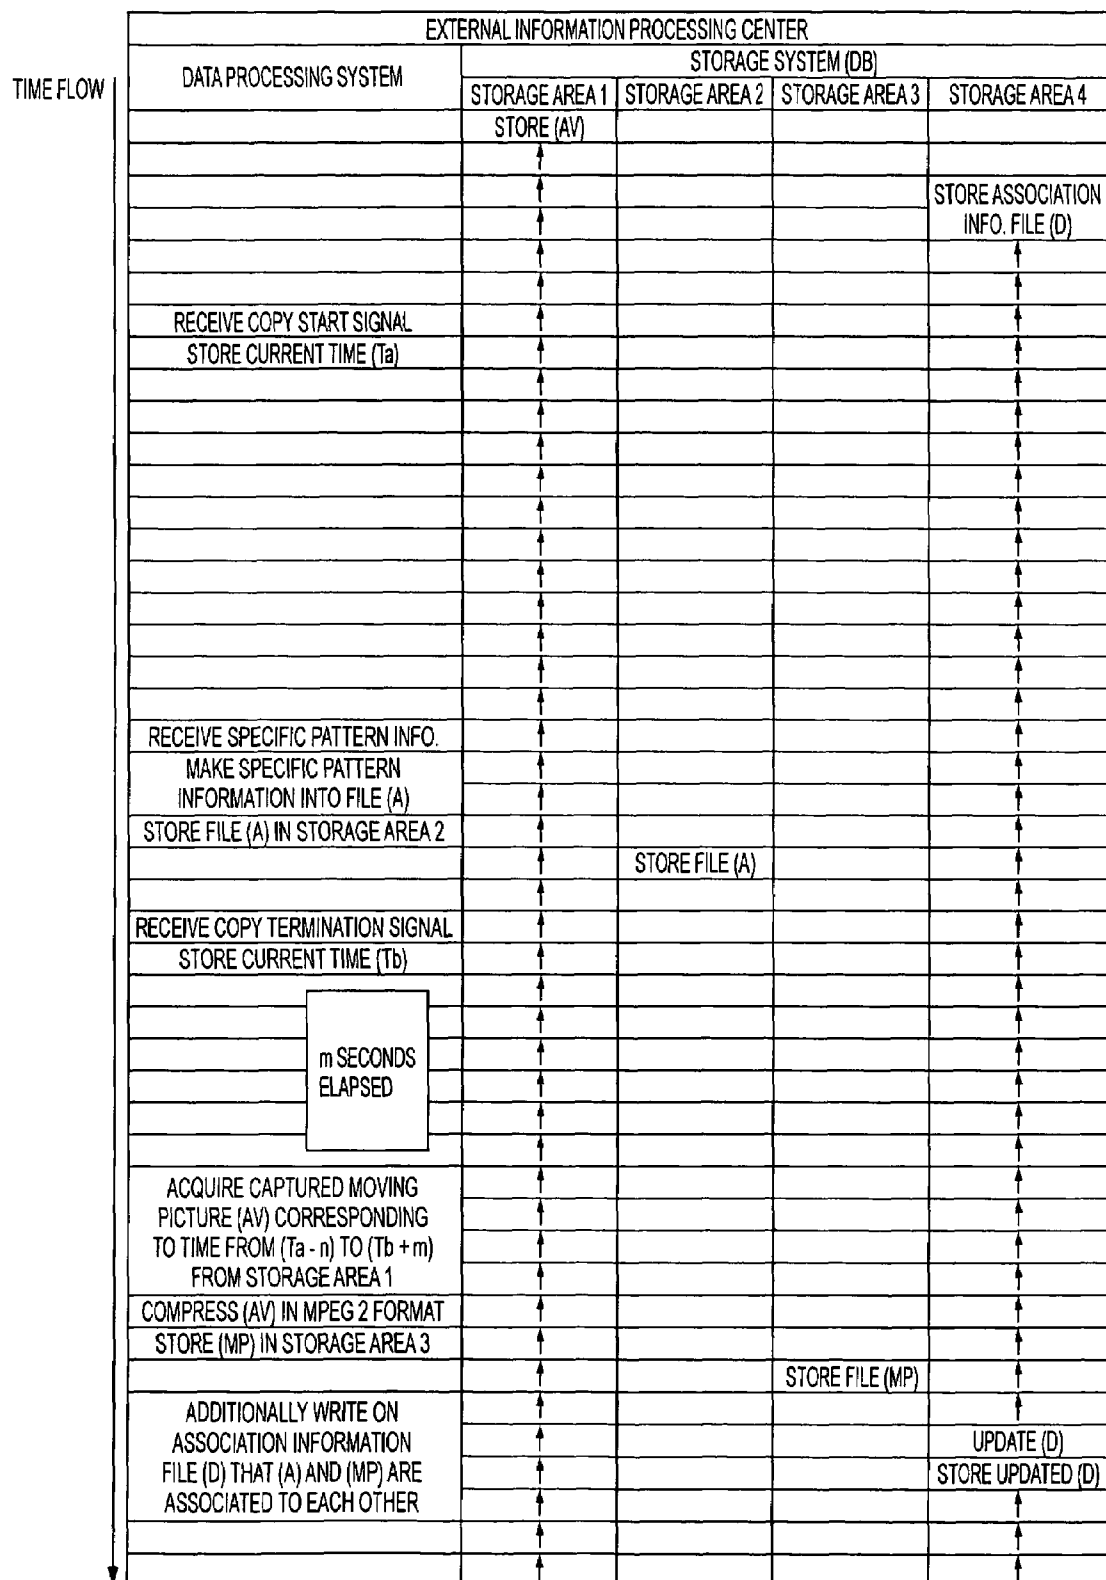 EXTERNAL INFORMATION PROCESSING CENTER
TIME FLOW
DATA PROCESSING SYSTEM
STORAGE SYSTEM (DB)
STORAGE AREA 1
STORAGE AREA 2
STORAGE AREA 3
STORAGE AREA 4
STORE (AV)
STORE ASSOCIATION
INFO. FILE (D)
RECEIVE COPY START SIGNAL
STORE CURRENT TIME (Ta)
RECEIVE SPECIFIC PATTERN INFO.
MAKE SPECIFIC PATTERN
INFORMATION INTO FILE (A)
STORE FILE (A) IN STORAGE AREA 2
STORE FILE (A)
RECEIVE COPY TERMINATION SIGNAL
STORE CURRENT TIME (Tb)
m SECONDS
ELAPSED
ACQUIRE CAPTURED MOVING
PICTURE (AV) CORRESPONDING
TO TIME FROM (Ta - n) TO (Tb + m)
FROM STORAGE AREA 1
COMPRESS (AV) IN MPEG 2 FORMAT
STORE (MP) IN STORAGE AREA 3
STORE FILE (MP)
ADDITIONALLY WRITE ON
ASSOCIATION INFORMATION
FILE (D) THAT (A) AND (MP) ARE
ASSOCIATED TO EACH OTHER
UPDATE (D)
STORE UPDATED (D)